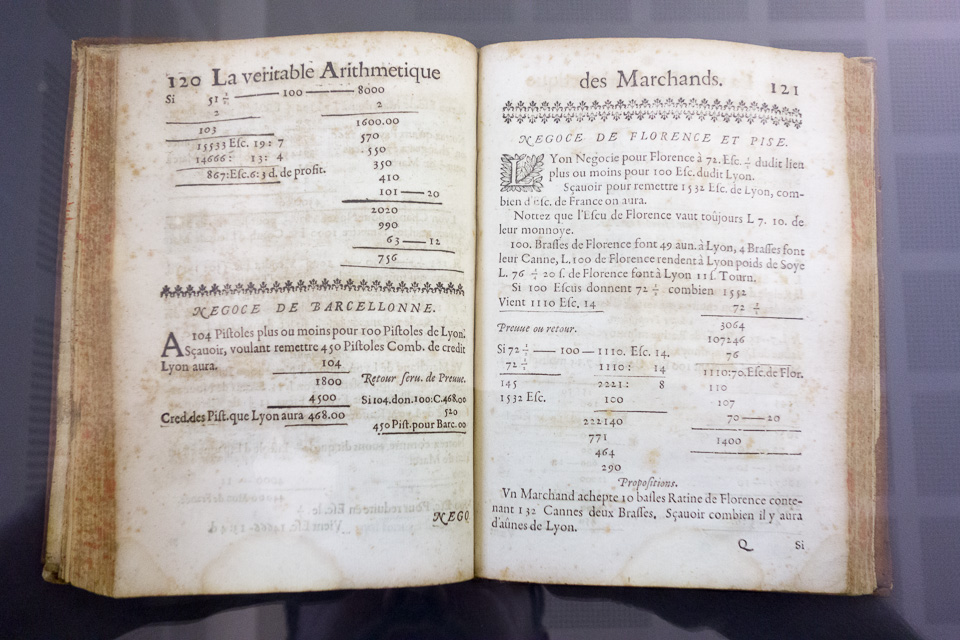 120 La veritable Arithmetique
Si 51 ½ — 100 — 8000
2 2
103 1600.00
15533 Esc. 19: 7 570
14666: 13: 4 550
867:Esc.6:3 d. de profit. 350
410
101 — 20
2020
990
63 — 12
756
NEGOCE DE BARCELLONNE.
A 104 Pistoles plus ou moins pour 100 Pistoles de Lyon.
Sçauoir, voulant remettre 450 Pistoles Comb. de credit
Lyon aura. 104
1800 Retour seru. de Preuue.
4500 Si 104. don. 100: C.468.00
Cred.des Pist.que Lyon aura 468.00 520
450 Pist. pour Barc. 00
NEGO
des Marchands. 121
NEGOCE DE FLORENCE ET PISE.
LYon Negocie pour Florence à 72. Esc. ½ dudit lieu
plus ou moins pour 100 Esc. dudit Lyon.
Sçauoir pour remettre 1532 Esc. de Lyon, com-
bien d'Esc. de France on aura.
Nottez que l'Escu de Florence vaut toûjours L 7. 10. de
leur monnoye.
100. Brasses de Florence font 49 aun. à Lyon, 4 Brasses font
leur Canne, L.100 de Florence rendent à Lyon poids de Soye
L. 76 ½ 20 s. de Florence font à Lyon 11 s. Tourn.
Si 100 Escus donnent 72 ½ combien 1532
Vient 1110 Esc. 14 72 ½
Preuue ou retour. 3064
107246
Si 72 ½ — 100 — 1110. Esc. 14. 76
72 ½ 1110: 14 1110:70.Esc.de Flor.
145 2221: 8 110
1532 Esc. 100 107
222140 70 — 20
771 1400
464
290
Propositions.
Vn Marchand achepte 10 basles Ratine de Florence conte-
nant 132 Cannes deux Brasses, Sçauoir combien il y aura
d'aûnes de Lyon.
Q Si